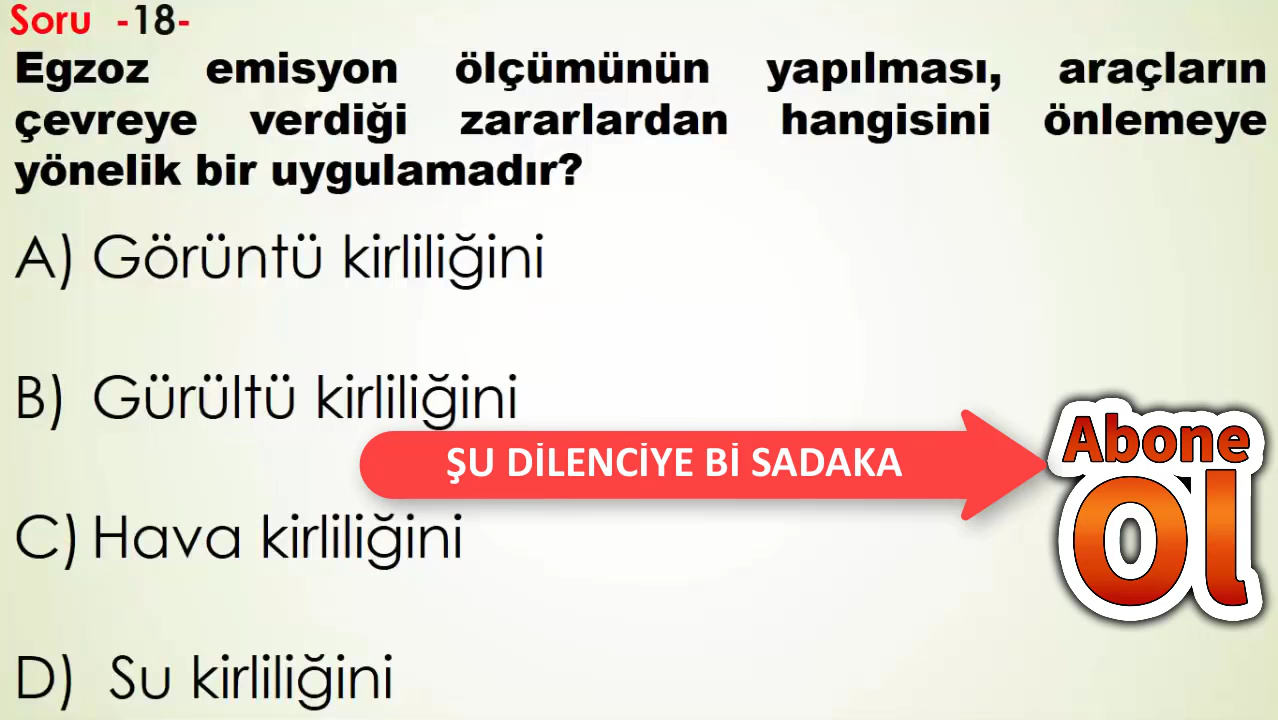 Soru -18-
Egzoz emisyon ölçümünün yapılması, araçların
çevreye verdiği zararlardan hangisini önlemeye
yönelik bir uygulamadır?
A) Görüntü kirliliğini
B) Gürültü kirliliğini
ŞU DİLENCİYE Bİ SADAKA
Abone
Ol
C) Hava kirliliğini
D) Su kirliliğini